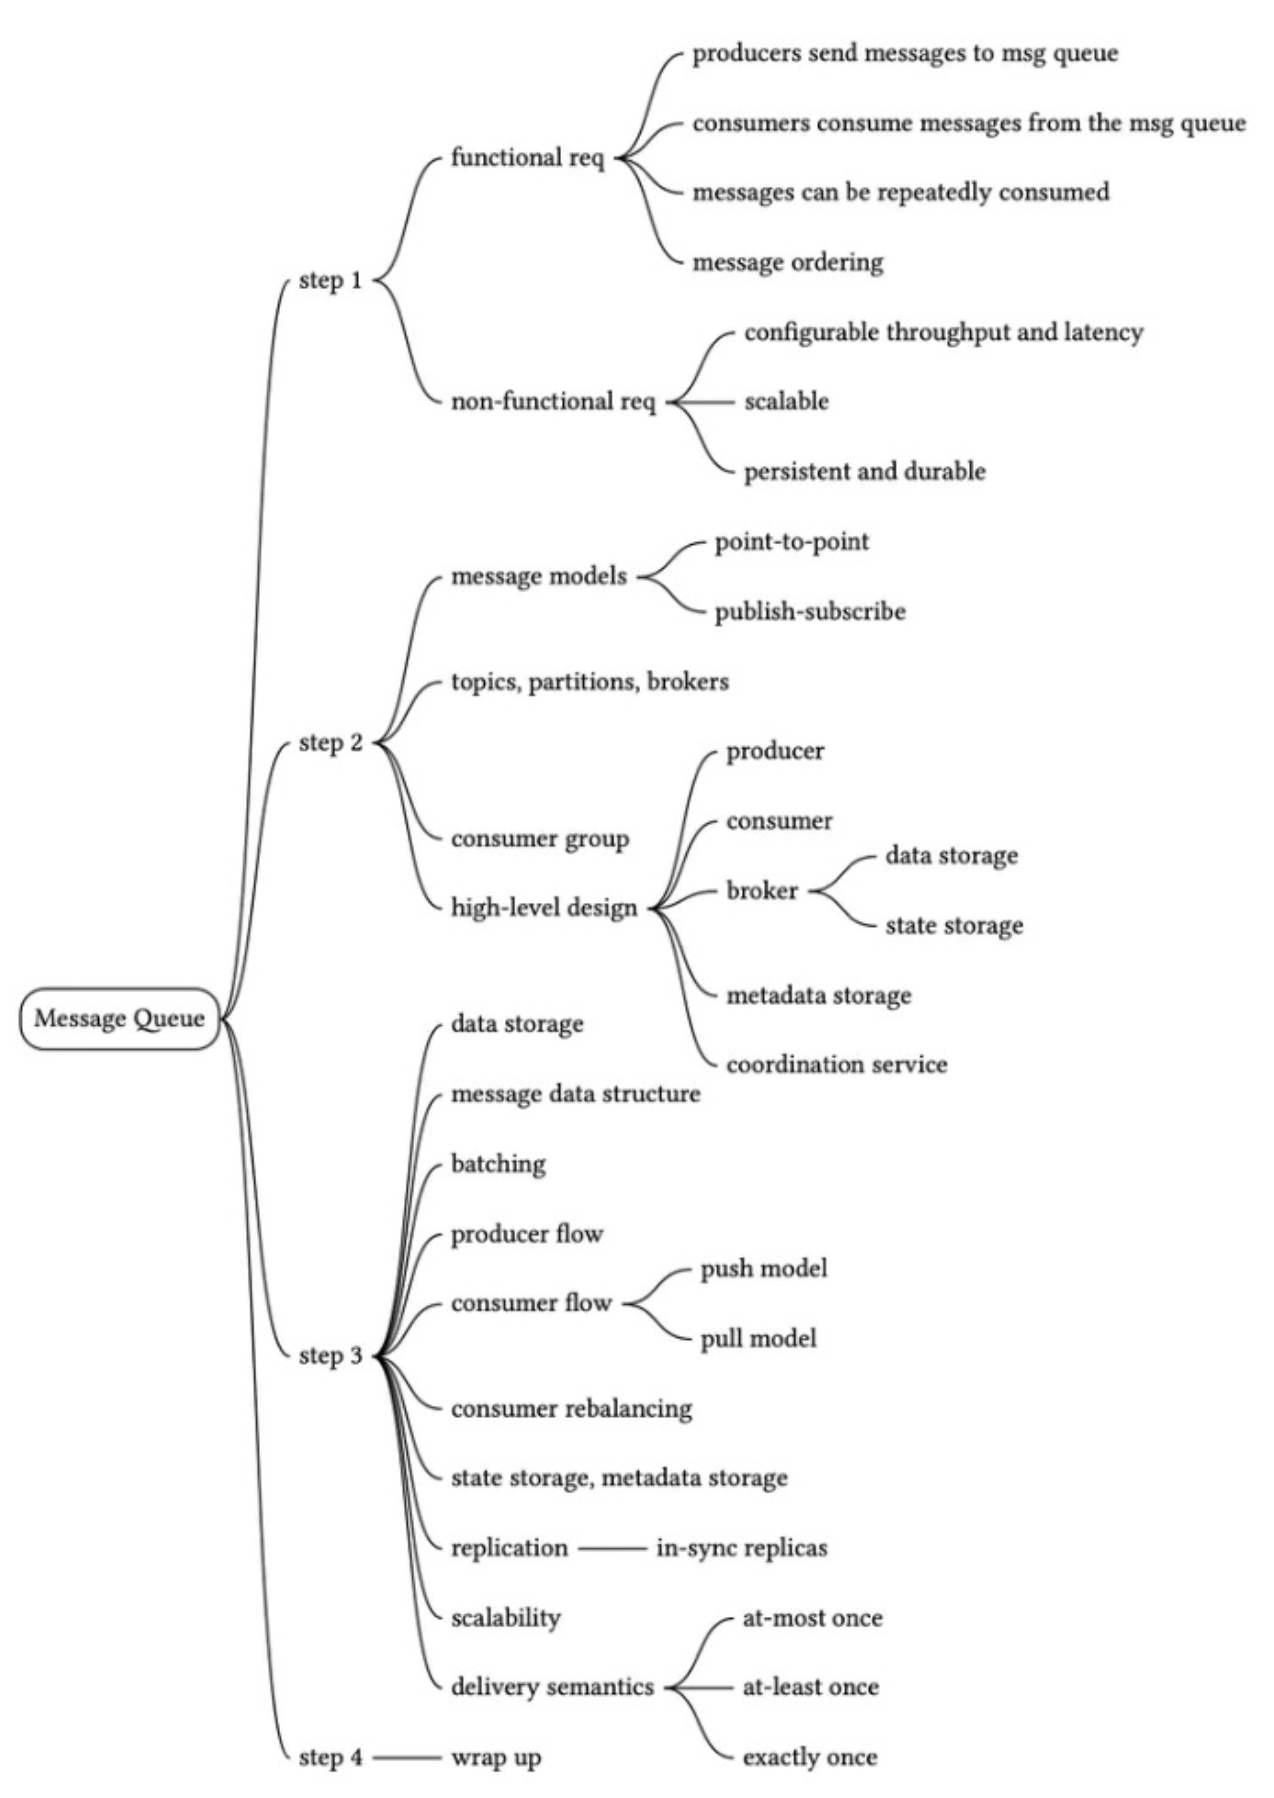 Message Queue
step 1
functional req
producers send messages to msg queue
consumers consume messages from the msg queue
messages can be repeatedly consumed
message ordering
non-functional req
configurable throughput and latency
scalable
persistent and durable
step 2
message models
point-to-point
publish-subscribe
topics, partitions, brokers
consumer group
high-level design
producer
consumer
broker
data storage
state storage
metadata storage
coordination service
step 3
data storage
message data structure
batching
producer flow
consumer flow
push model
pull model
consumer rebalancing
state storage, metadata storage
replication
in-sync replicas
scalability
delivery semantics
at-most once
at-least once
exactly once
step 4
wrap up